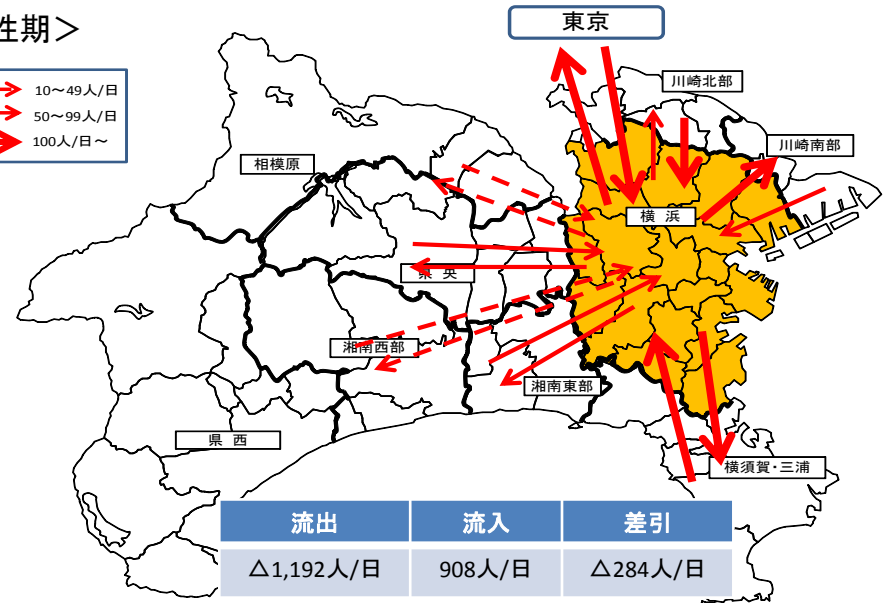 性期＞
東京
10～49人/日
50～99人/日
100人/日～
川崎北部
川崎南部
相模原
横 浜
県 央
湘南西部
湘南東部
県 西
横須賀・三浦
流出 流入 差引
△1,192人/日 908人/日 △284人/日